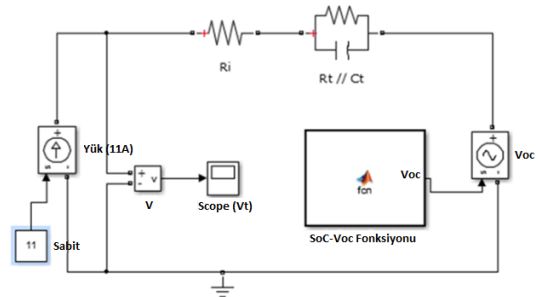 Ri
Rt // Ct
Yük (11A)
+
-
v
V
Scope (Vt)
11
Sabit
fcn
Voc
SoC-Voc Fonksiyonu
Voc